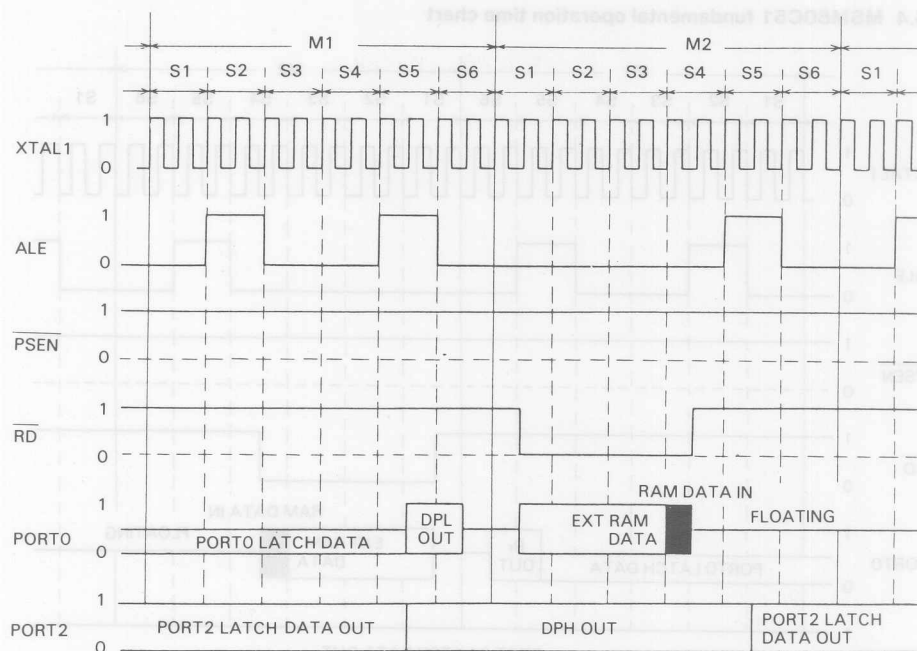 M1 M2
S1 S2 S3 S4 S5 S6 S1 S2 S3 S4 S5 S6 S1
1
XTAL1
0
1
ALE
0
1
PSEN
0
1
RD
0
RAM DATA IN
1
PORT0 PORT0 LATCH DATA DPL OUT EXT RAM DATA FLOATING
0
1
PORT2 PORT2 LATCH DATA OUT DPH OUT PORT2 LATCH DATA OUT
0